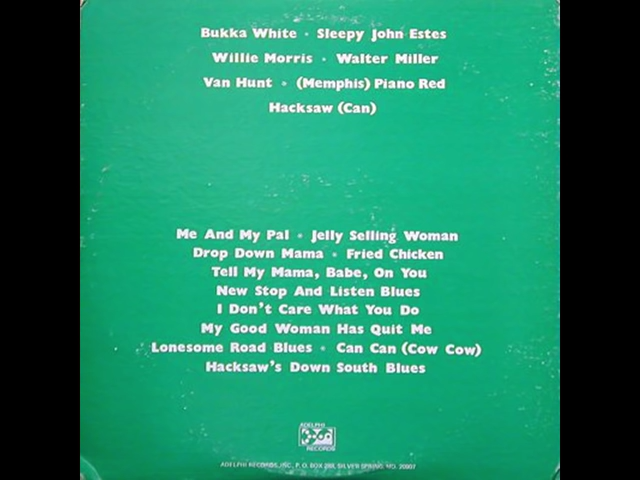 Bukka White • Sleepy John Estes
Willie Morris • Walter Miller
Van Hunt • (Memphis) Piano Red
Hacksaw (Can)
Me And My Pal • Jelly Selling Woman
Drop Down Mama • Fried Chicken
Tell My Mama, Babe, On You
New Stop And Listen Blues
I Don't Care What You Do
My Good Woman Has Quit Me
Lonesome Road Blues • Can Can (Cow Cow)
Hacksaw's Down South Blues
ADELPHI
RECORDS
ADELPHI RECORDS, INC., P. O. BOX 288, SILVER SPRING, MD. 20907